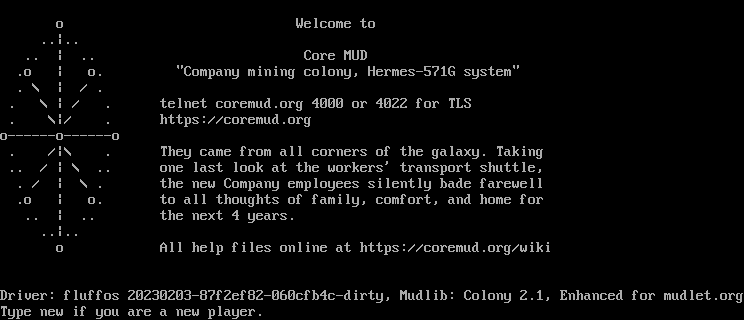 Welcome to
Core MUD
"Company mining colony, Hermes-571G system"
telnet coremud.org 4000 or 4022 for TLS
https://coremud.org
They came from all corners of the galaxy. Taking
one last look at the workers' transport shuttle,
the new Company employees silently bade farewell
to all thoughts of family, comfort, and home for
the next 4 years.
All help files online at https://coremud.org/wiki
Driver: fluffos 20230203-87f2ef82-060cfb4c-dirty, Mudlib: Colony 2.1, Enhanced for mudlet.org
Type new if you are a new player.